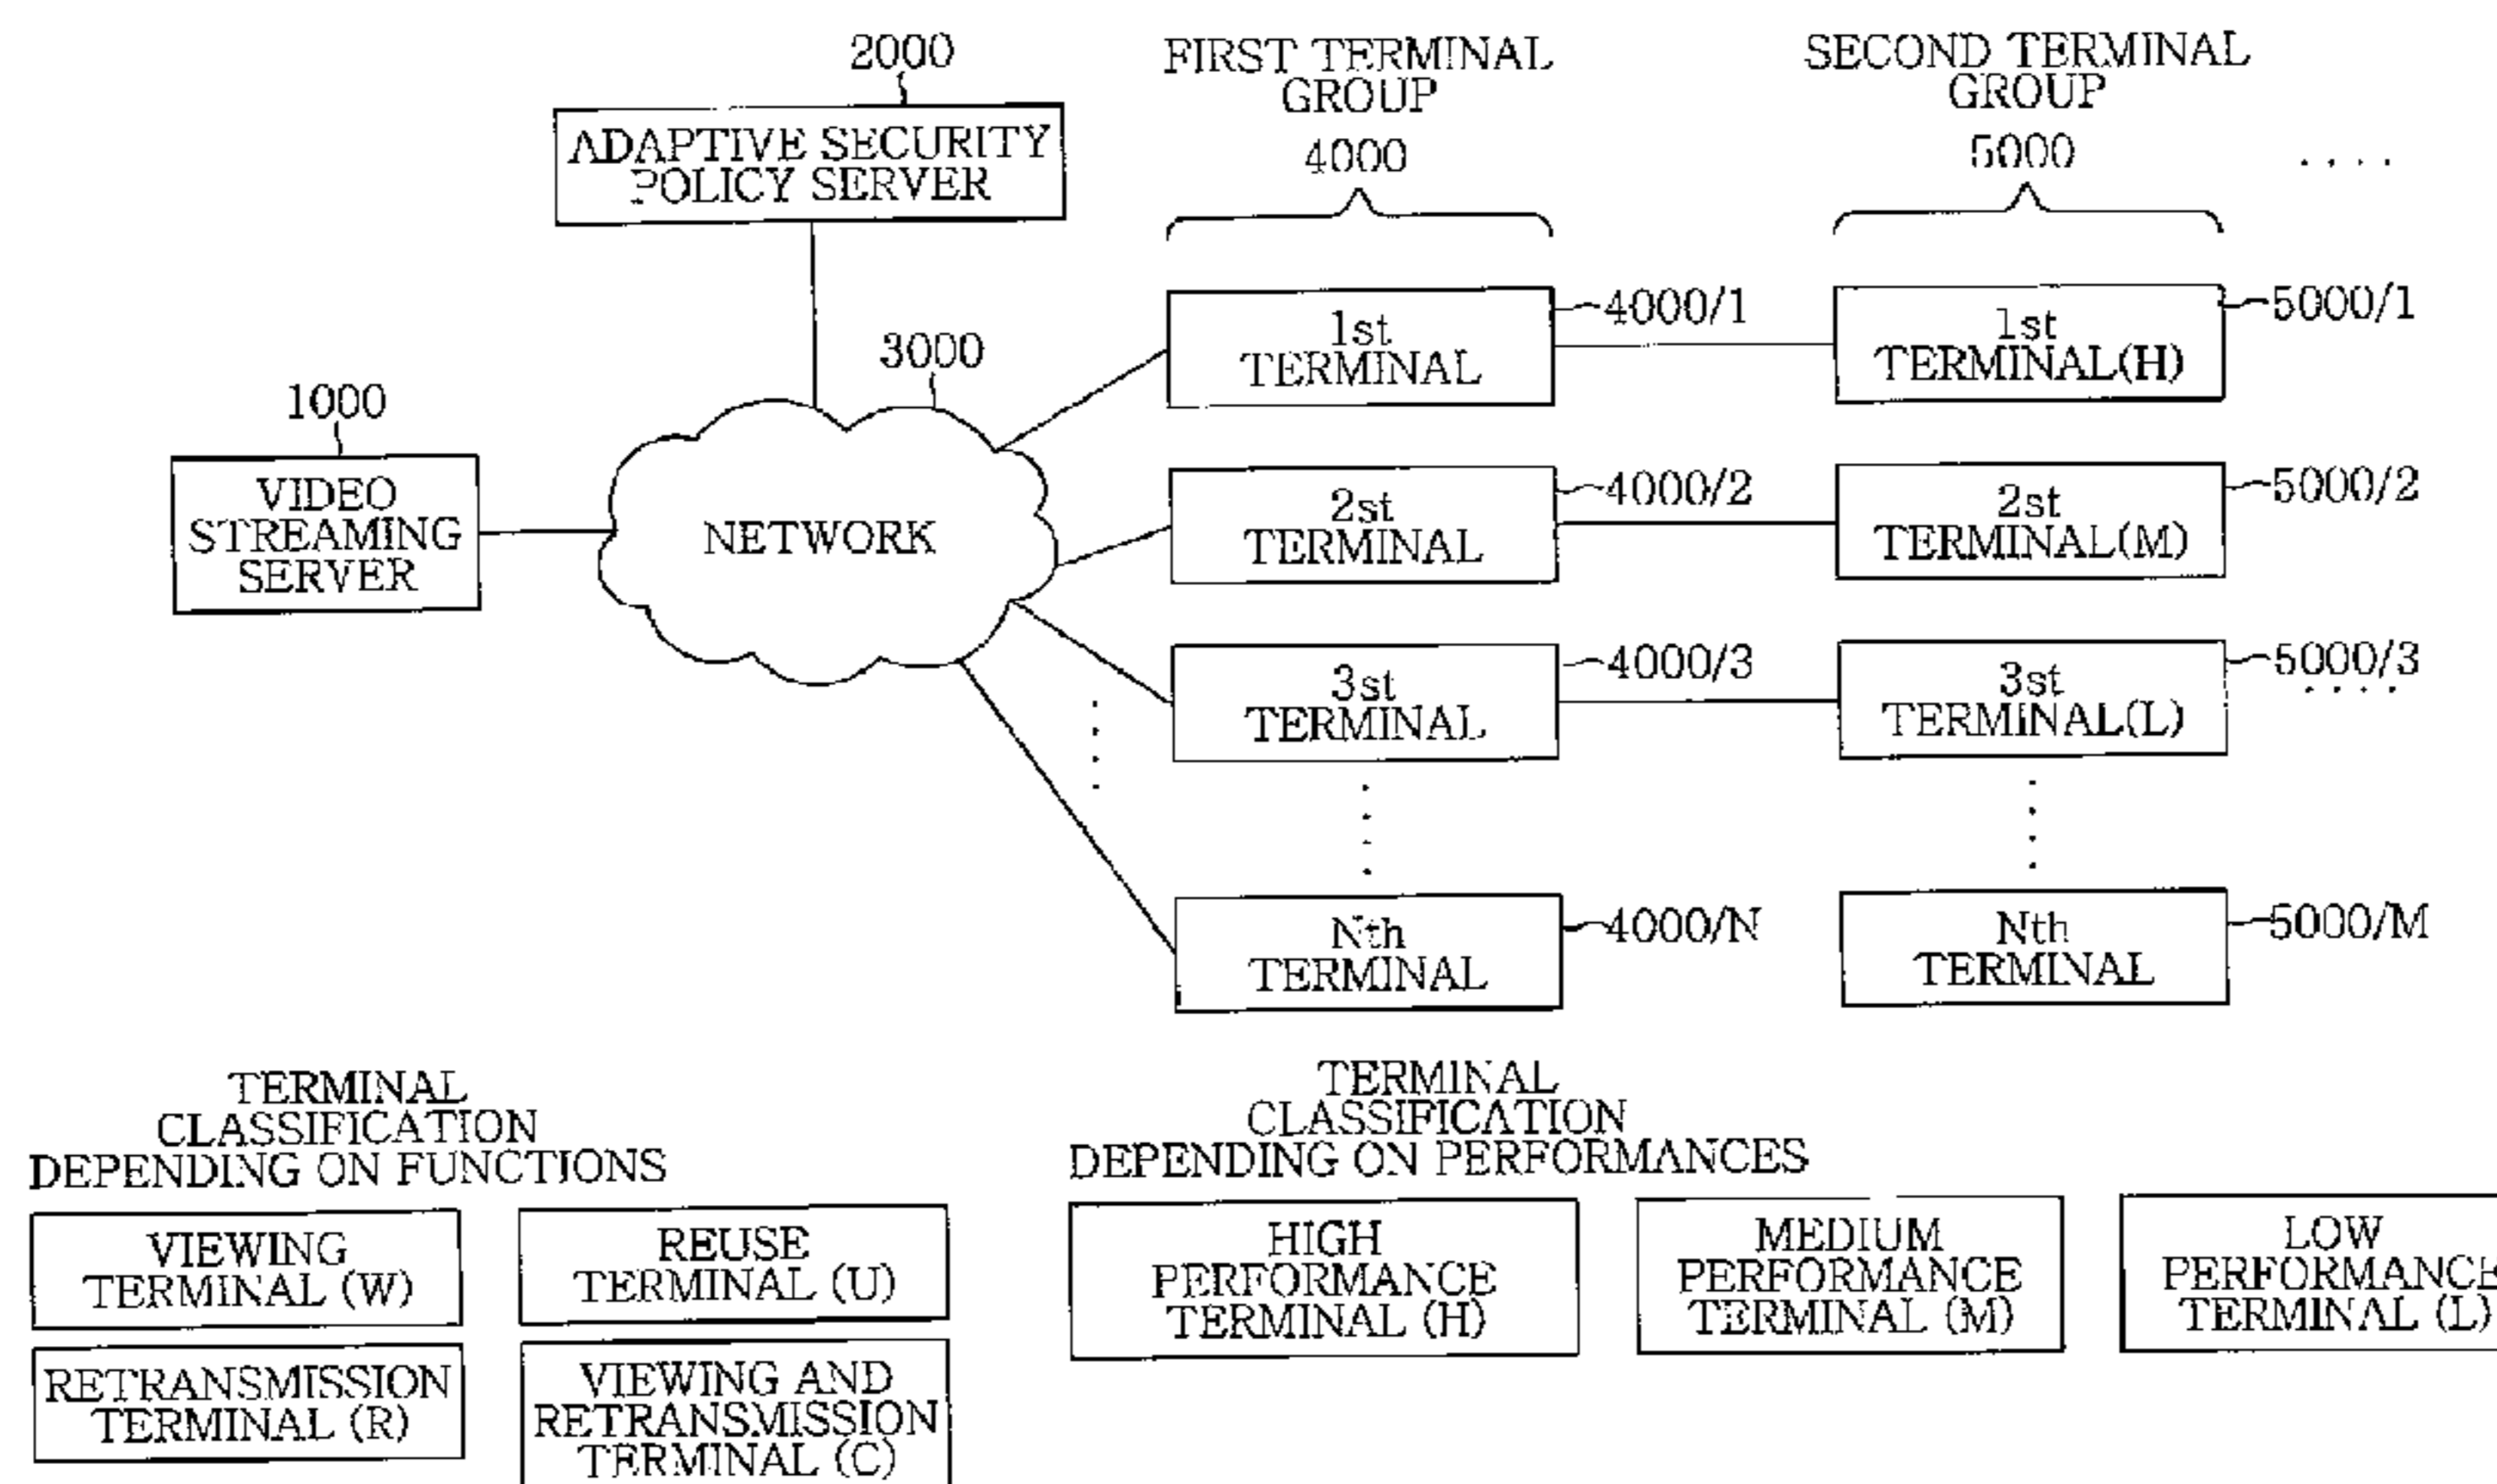 2000
ADAPTIVE SECURITY
POLICY SERVER
FIRST TERMINAL
GROUP
4000
SECOND TERMINAL
GROUP
5000
. . . .
1000
VIDEO
STREAMING
SERVER
3000
NETWORK
1st
TERMINAL
4000/1
1st
TERMINAL(H)
5000/1
2st
TERMINAL
4000/2
2st
TERMINAL(M)
5000/2
3st
TERMINAL
4000/3
3st
TERMINAL(L)
5000/3
. . . .
Nth
TERMINAL
4000/N
Nth
TERMINAL
5000/M
TERMINAL
CLASSIFICATION
DEPENDING ON FUNCTIONS
VIEWING
TERMINAL (W)
REUSE
TERMINAL (U)
RETRANSMISSION
TERMINAL (R)
VIEWING AND
RETRANSMISSION
TERMINAL (C)
TERMINAL
CLASSIFICATION
DEPENDING ON PERFORMANCES
HIGH
PERFORMANCE
TERMINAL (H)
MEDIUM
PERFORMANCE
TERMINAL (M)
LOW
PERFORMANCE
TERMINAL (L)